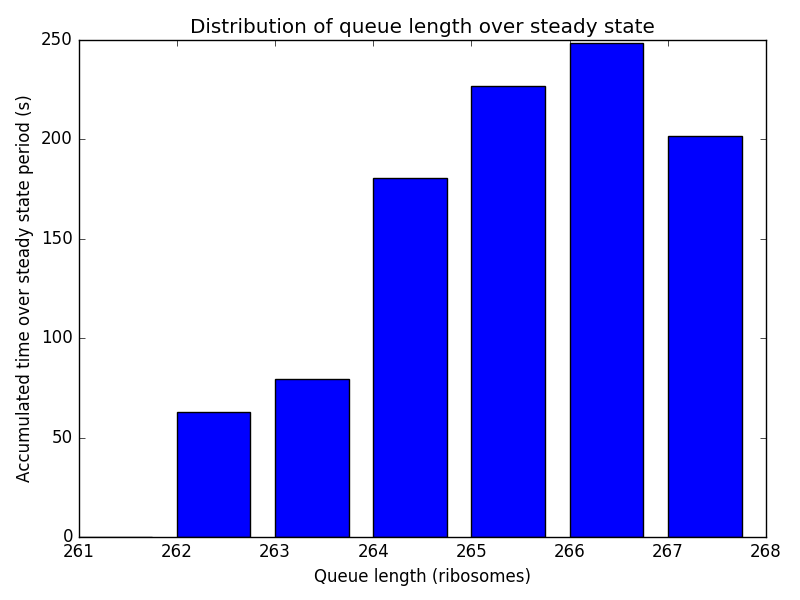 Distribution of queue length over steady state
Accumulated time over steady state period (s)
250
200
150
100
50
0
261 262 263 264 265 266 267 268
Queue length (ribosomes)